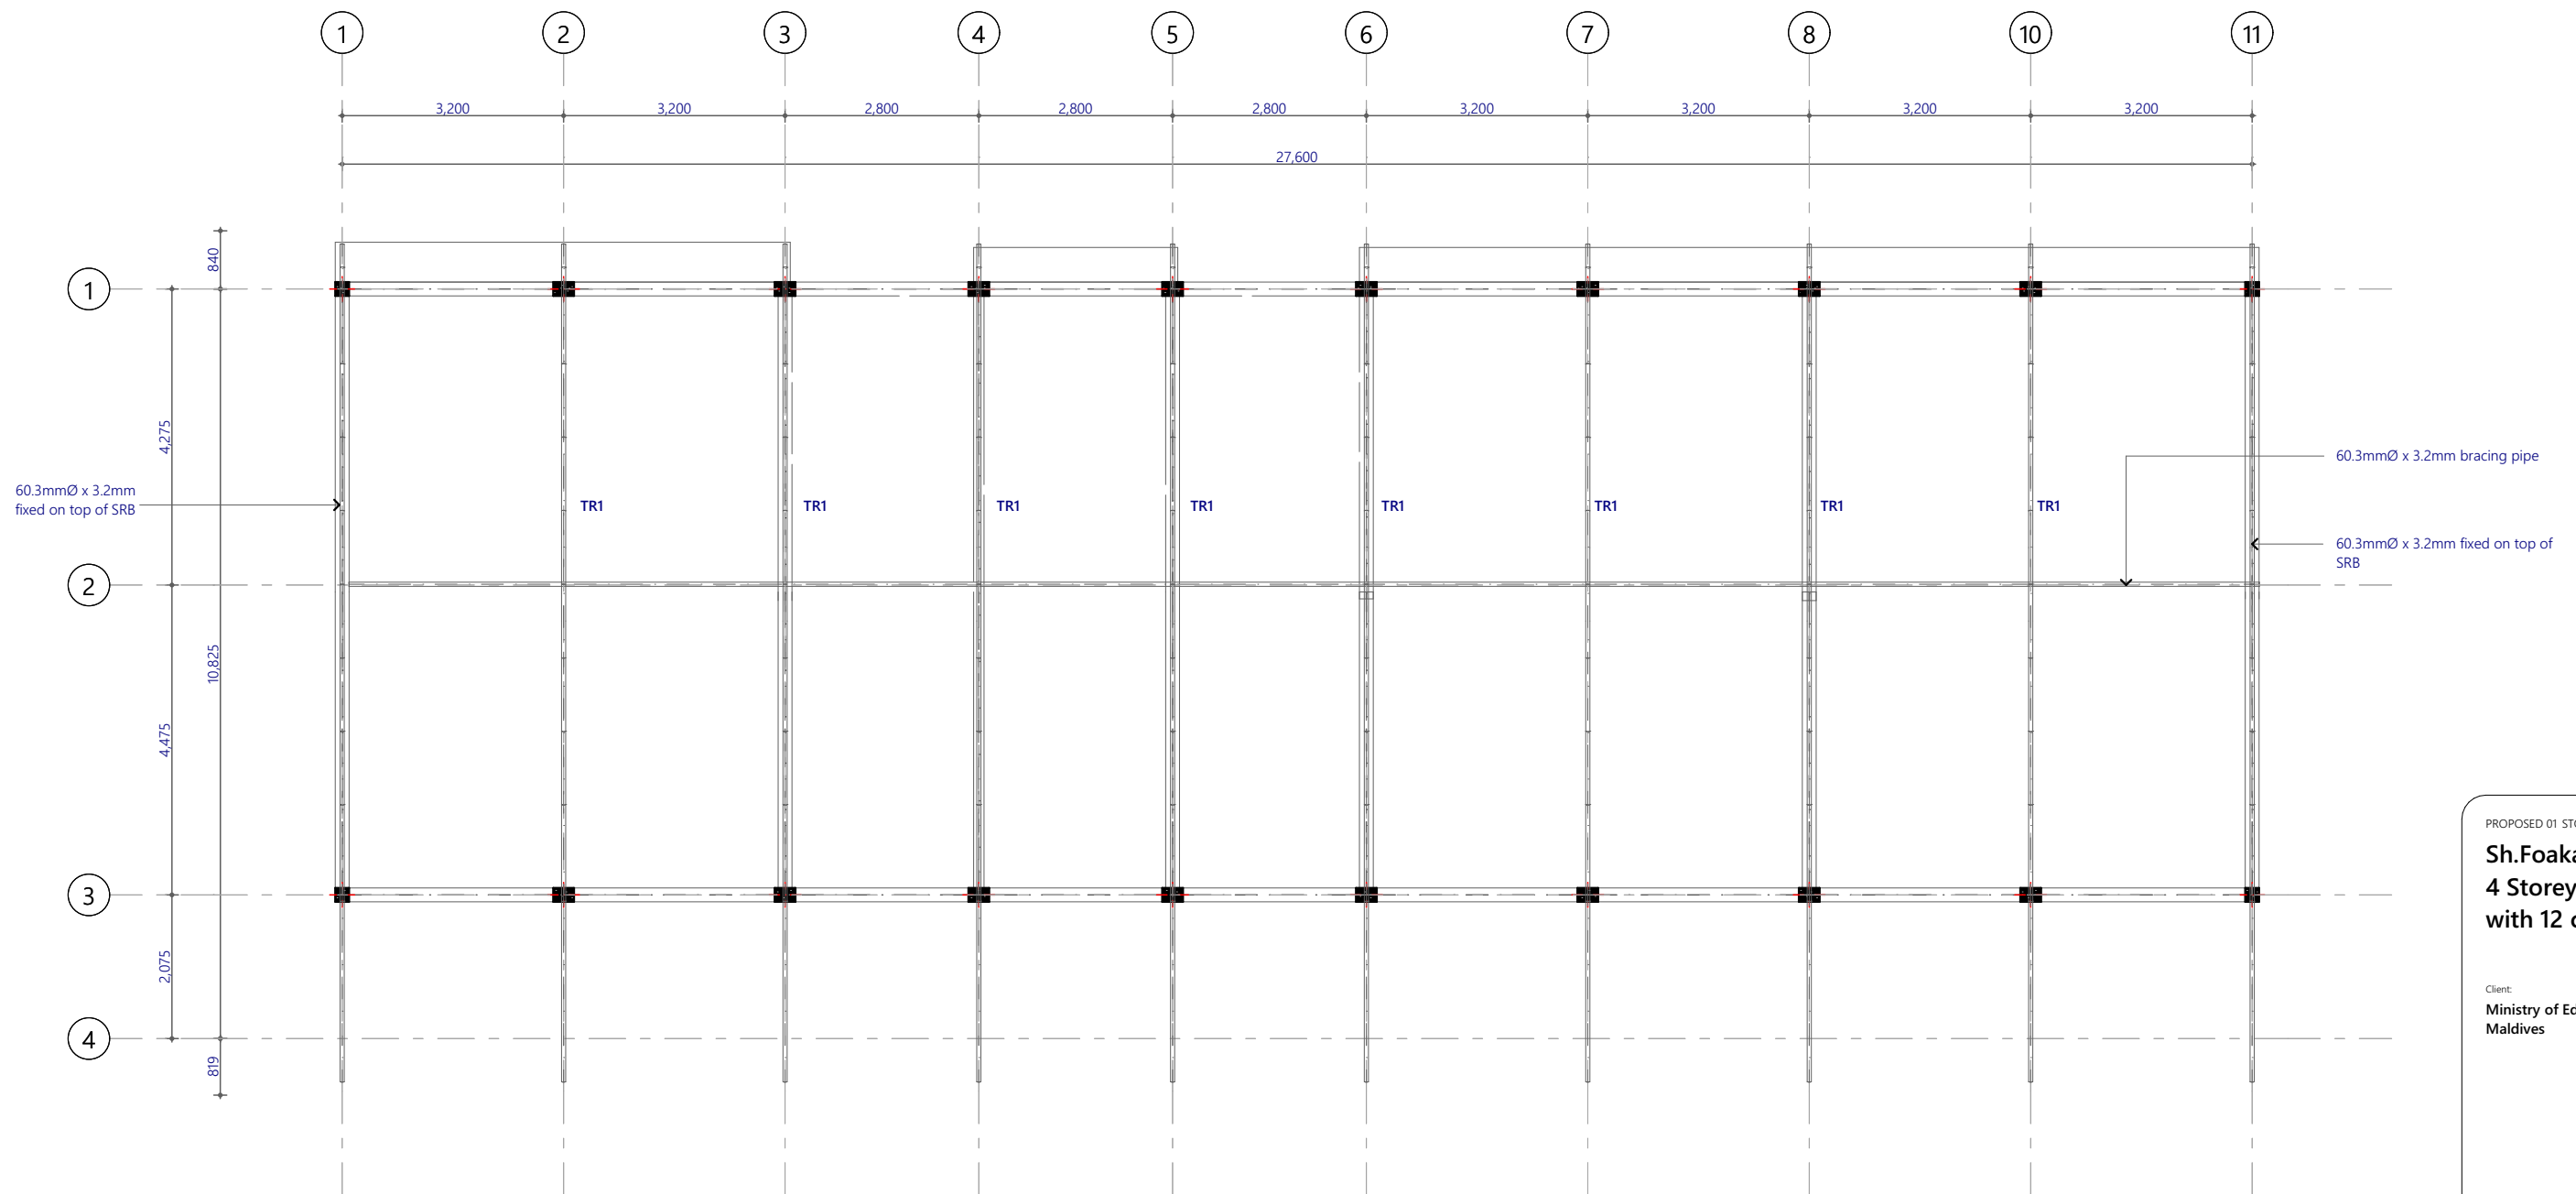 1 2 3 4 5 6 7 8 10 11
3,200 3,200 2,800 2,800 2,800 3,200 3,200 3,200 3,200
27,600
840
1
4,275
60.3mmØ x 3.2mm
fixed on top of SRB
TR1 TR1 TR1 TR1 TR1 TR1 TR1 TR1
60.3mmØ x 3.2mm bracing pipe
60.3mmØ x 3.2mm fixed on top of
SRB
2
10,825
4,475
3
2,075
4
819
PROPOSED 01
Sh.Foaka
4 Storey
with 12
Client:
Ministry of
Maldives